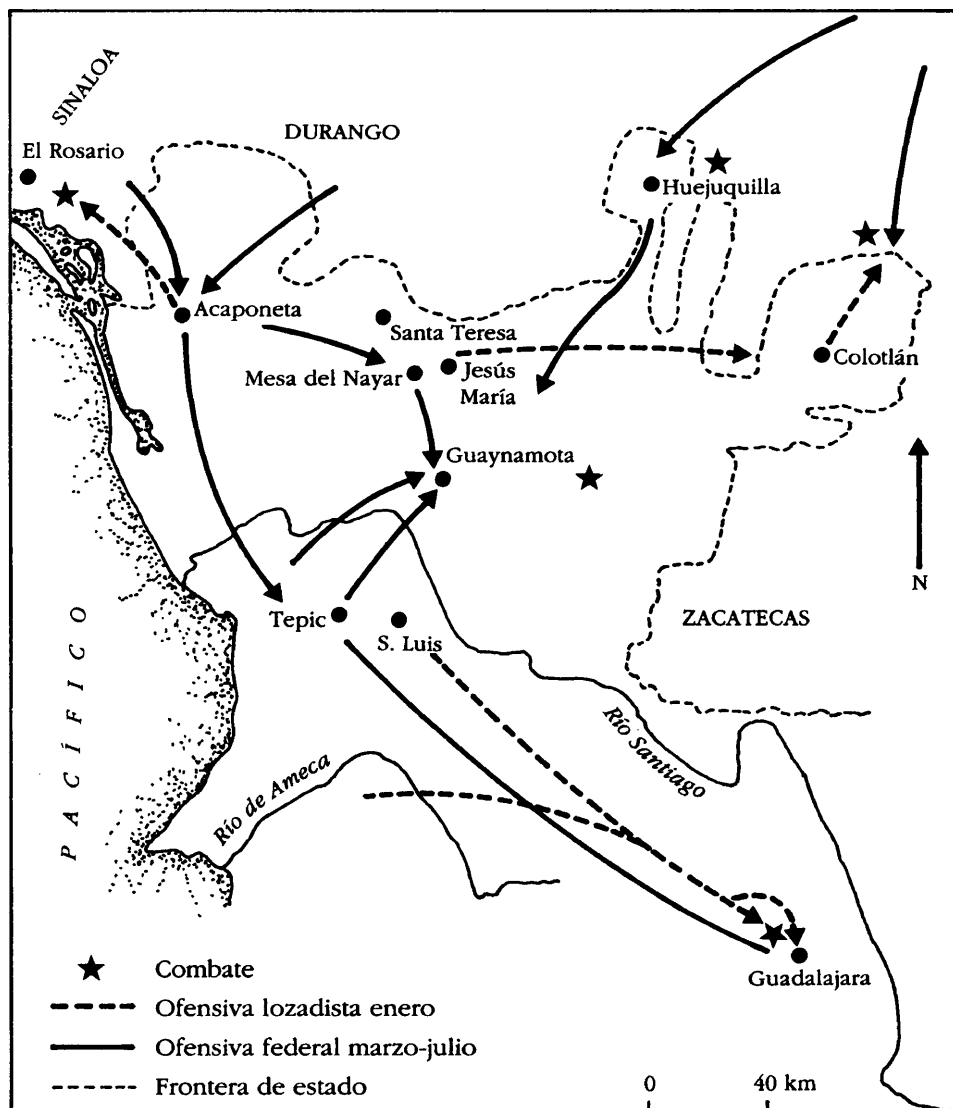 SINALOA
El Rosario
DURANGO
Huejuquilla
Acaponeta
Santa Teresa
Mesa del Nayar
Jesús
María
Colotlán
Guaynamota
N
Tepic
S. Luis
ZACATECAS
PACÍFICO
Río Santiago
Río de Ameca
Guadalajara
Combate
Ofensiva lozadista enero
Ofensiva federal marzo-julio
Frontera de estado
0 40 km